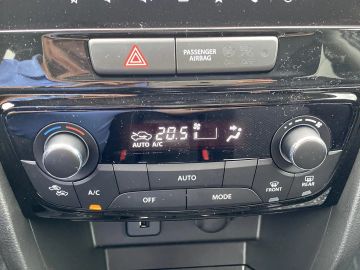 PASSENGER
AIRBAG
20.5
AUTO A/C
AUTO
A/C
OFF
MODE
FRONT
REAR